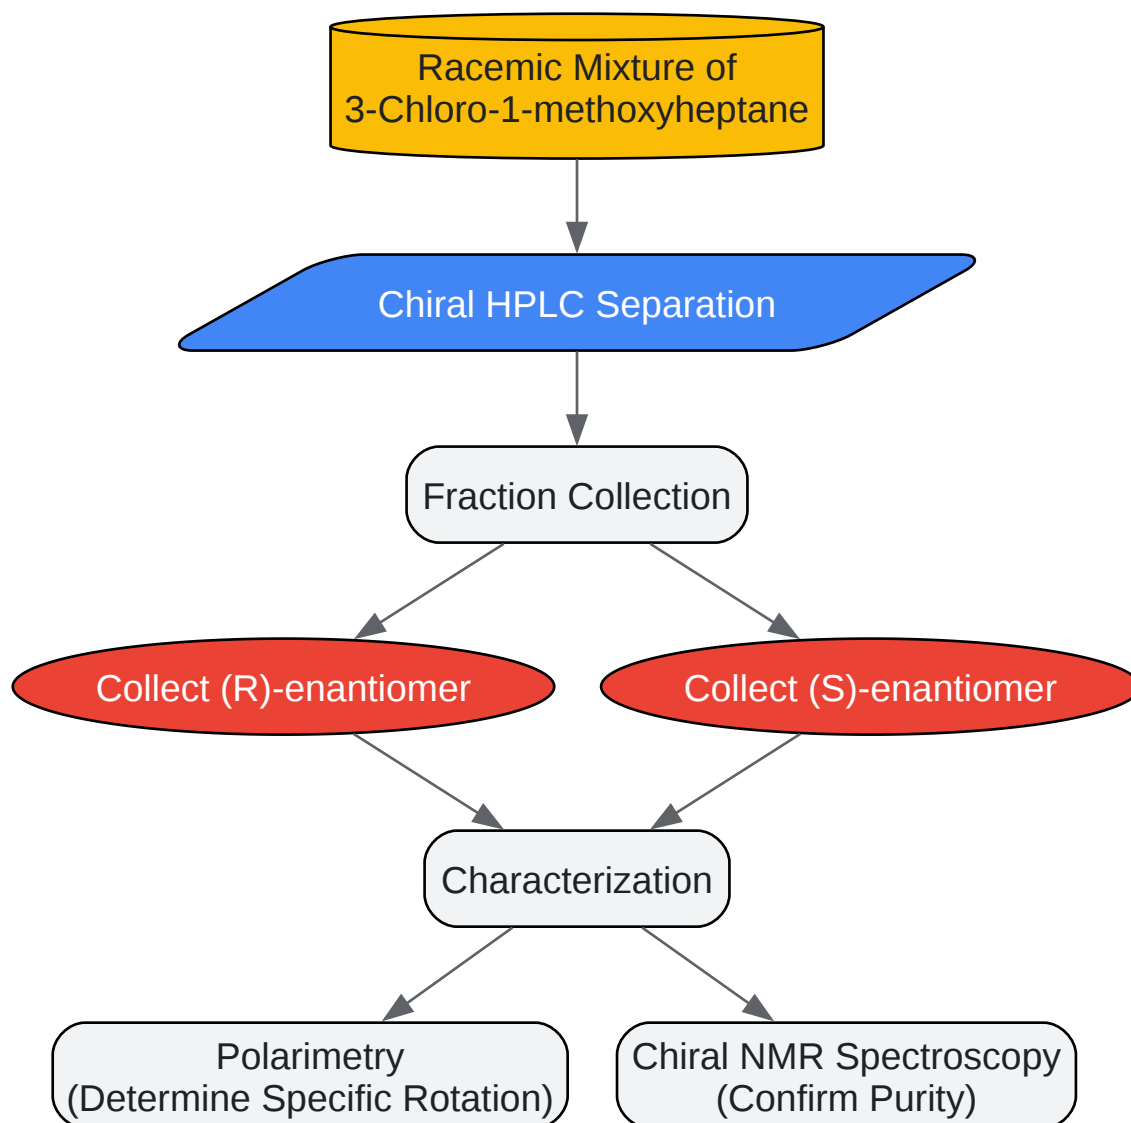 Racemic Mixture of
3-Chloro-1-methoxyheptane
Chiral HPLC Separation
Fraction Collection
Collect (R)-enantiomer
Collect (S)-enantiomer
Characterization
Polarimetry
(Determine Specific Rotation)
Chiral NMR Spectroscopy
(Confirm Purity)